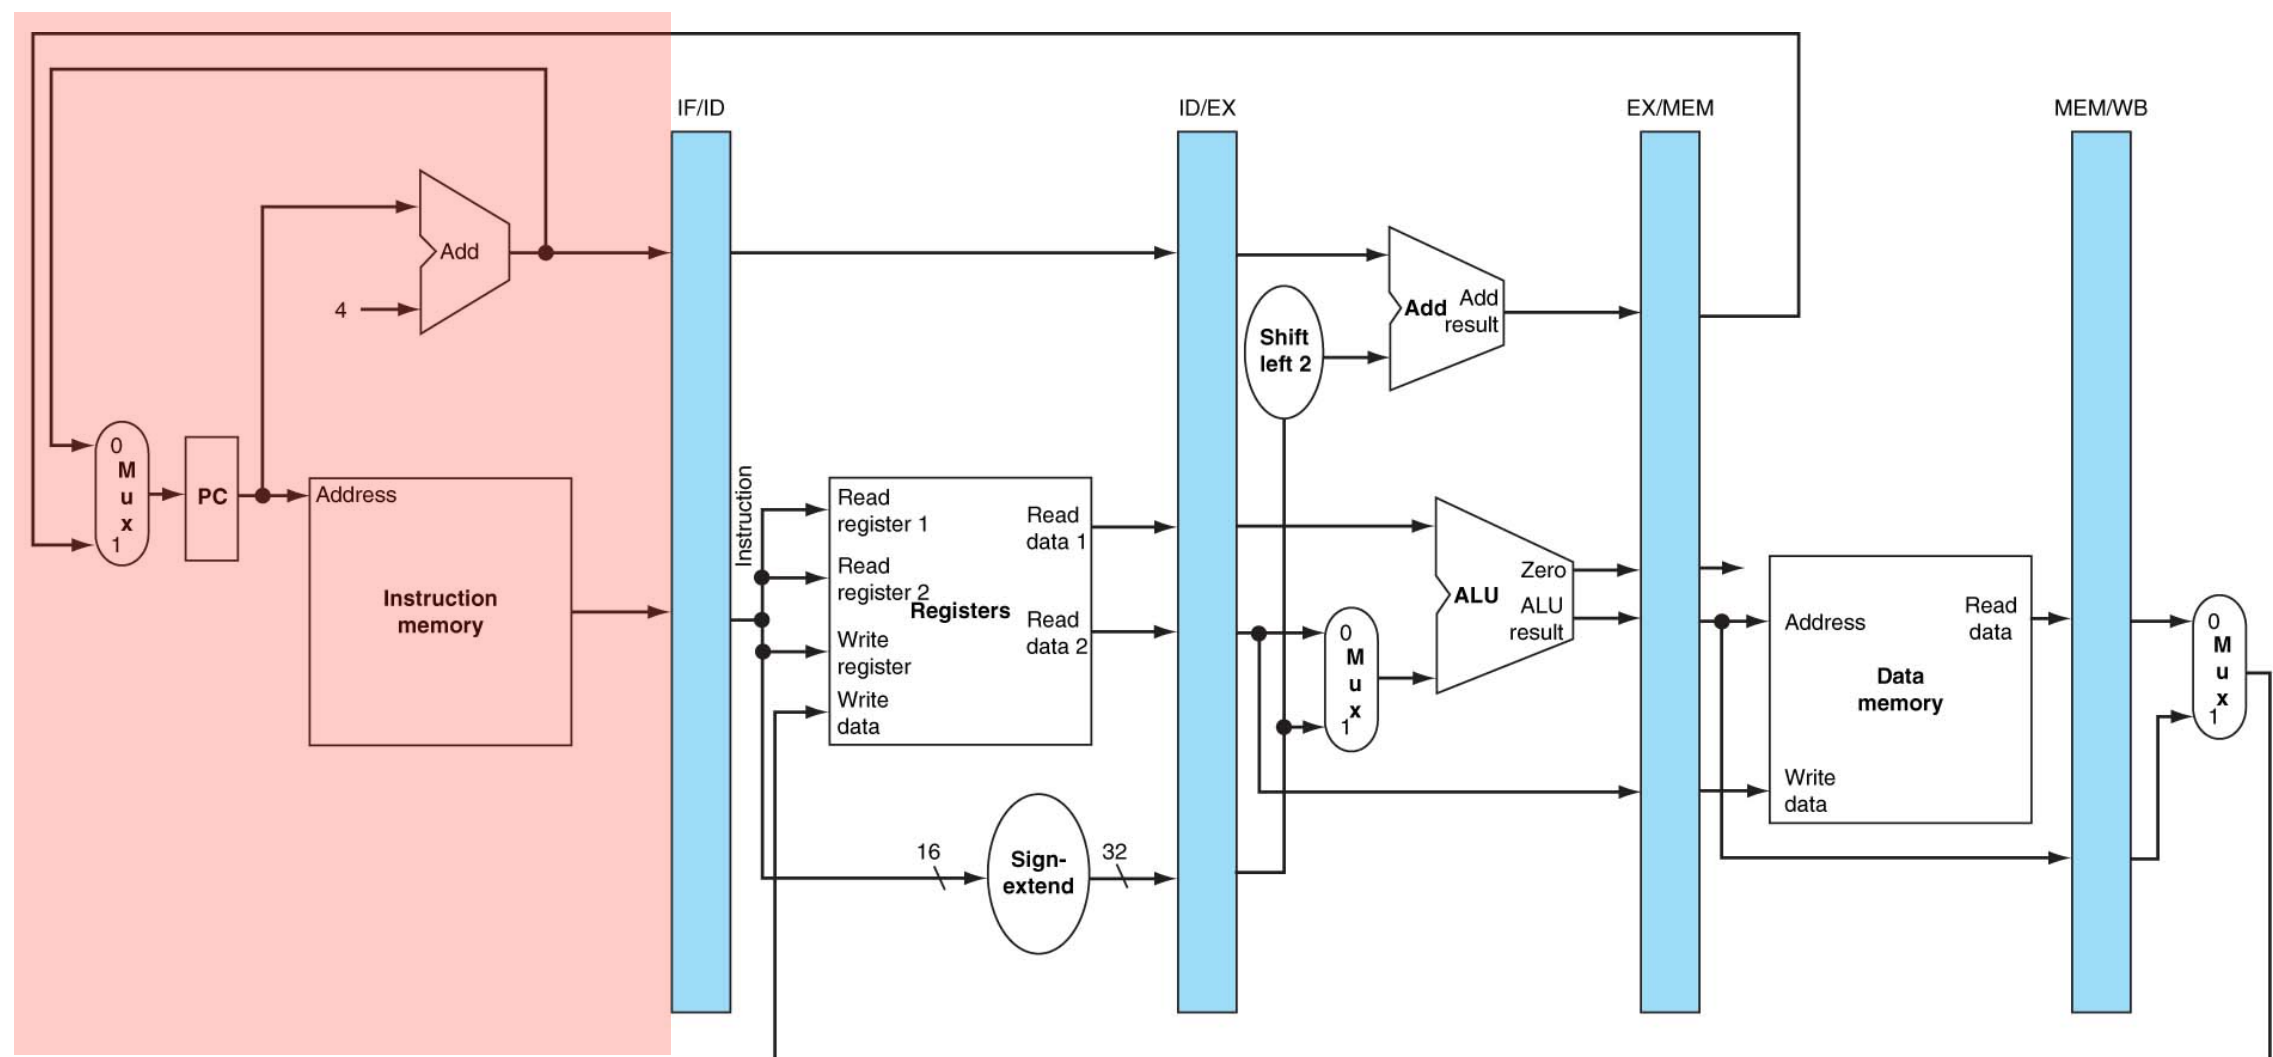 IF/ID
ID/EX
EX/MEM
MEM/WB
Add
4
0
M
u
x
1
PC
Address
Instruction
memory
Instruction
Read
register 1
Read
register 2
Write
register
Write
data
Registers
Read
data 1
Read
data 2
16
Sign-
extend
32
Shift
left 2
Add
Add
result
0
M
u
x
1
ALU
Zero
ALU
result
Address
Read
data
Data
memory
Write
data
0
M
u
x
1